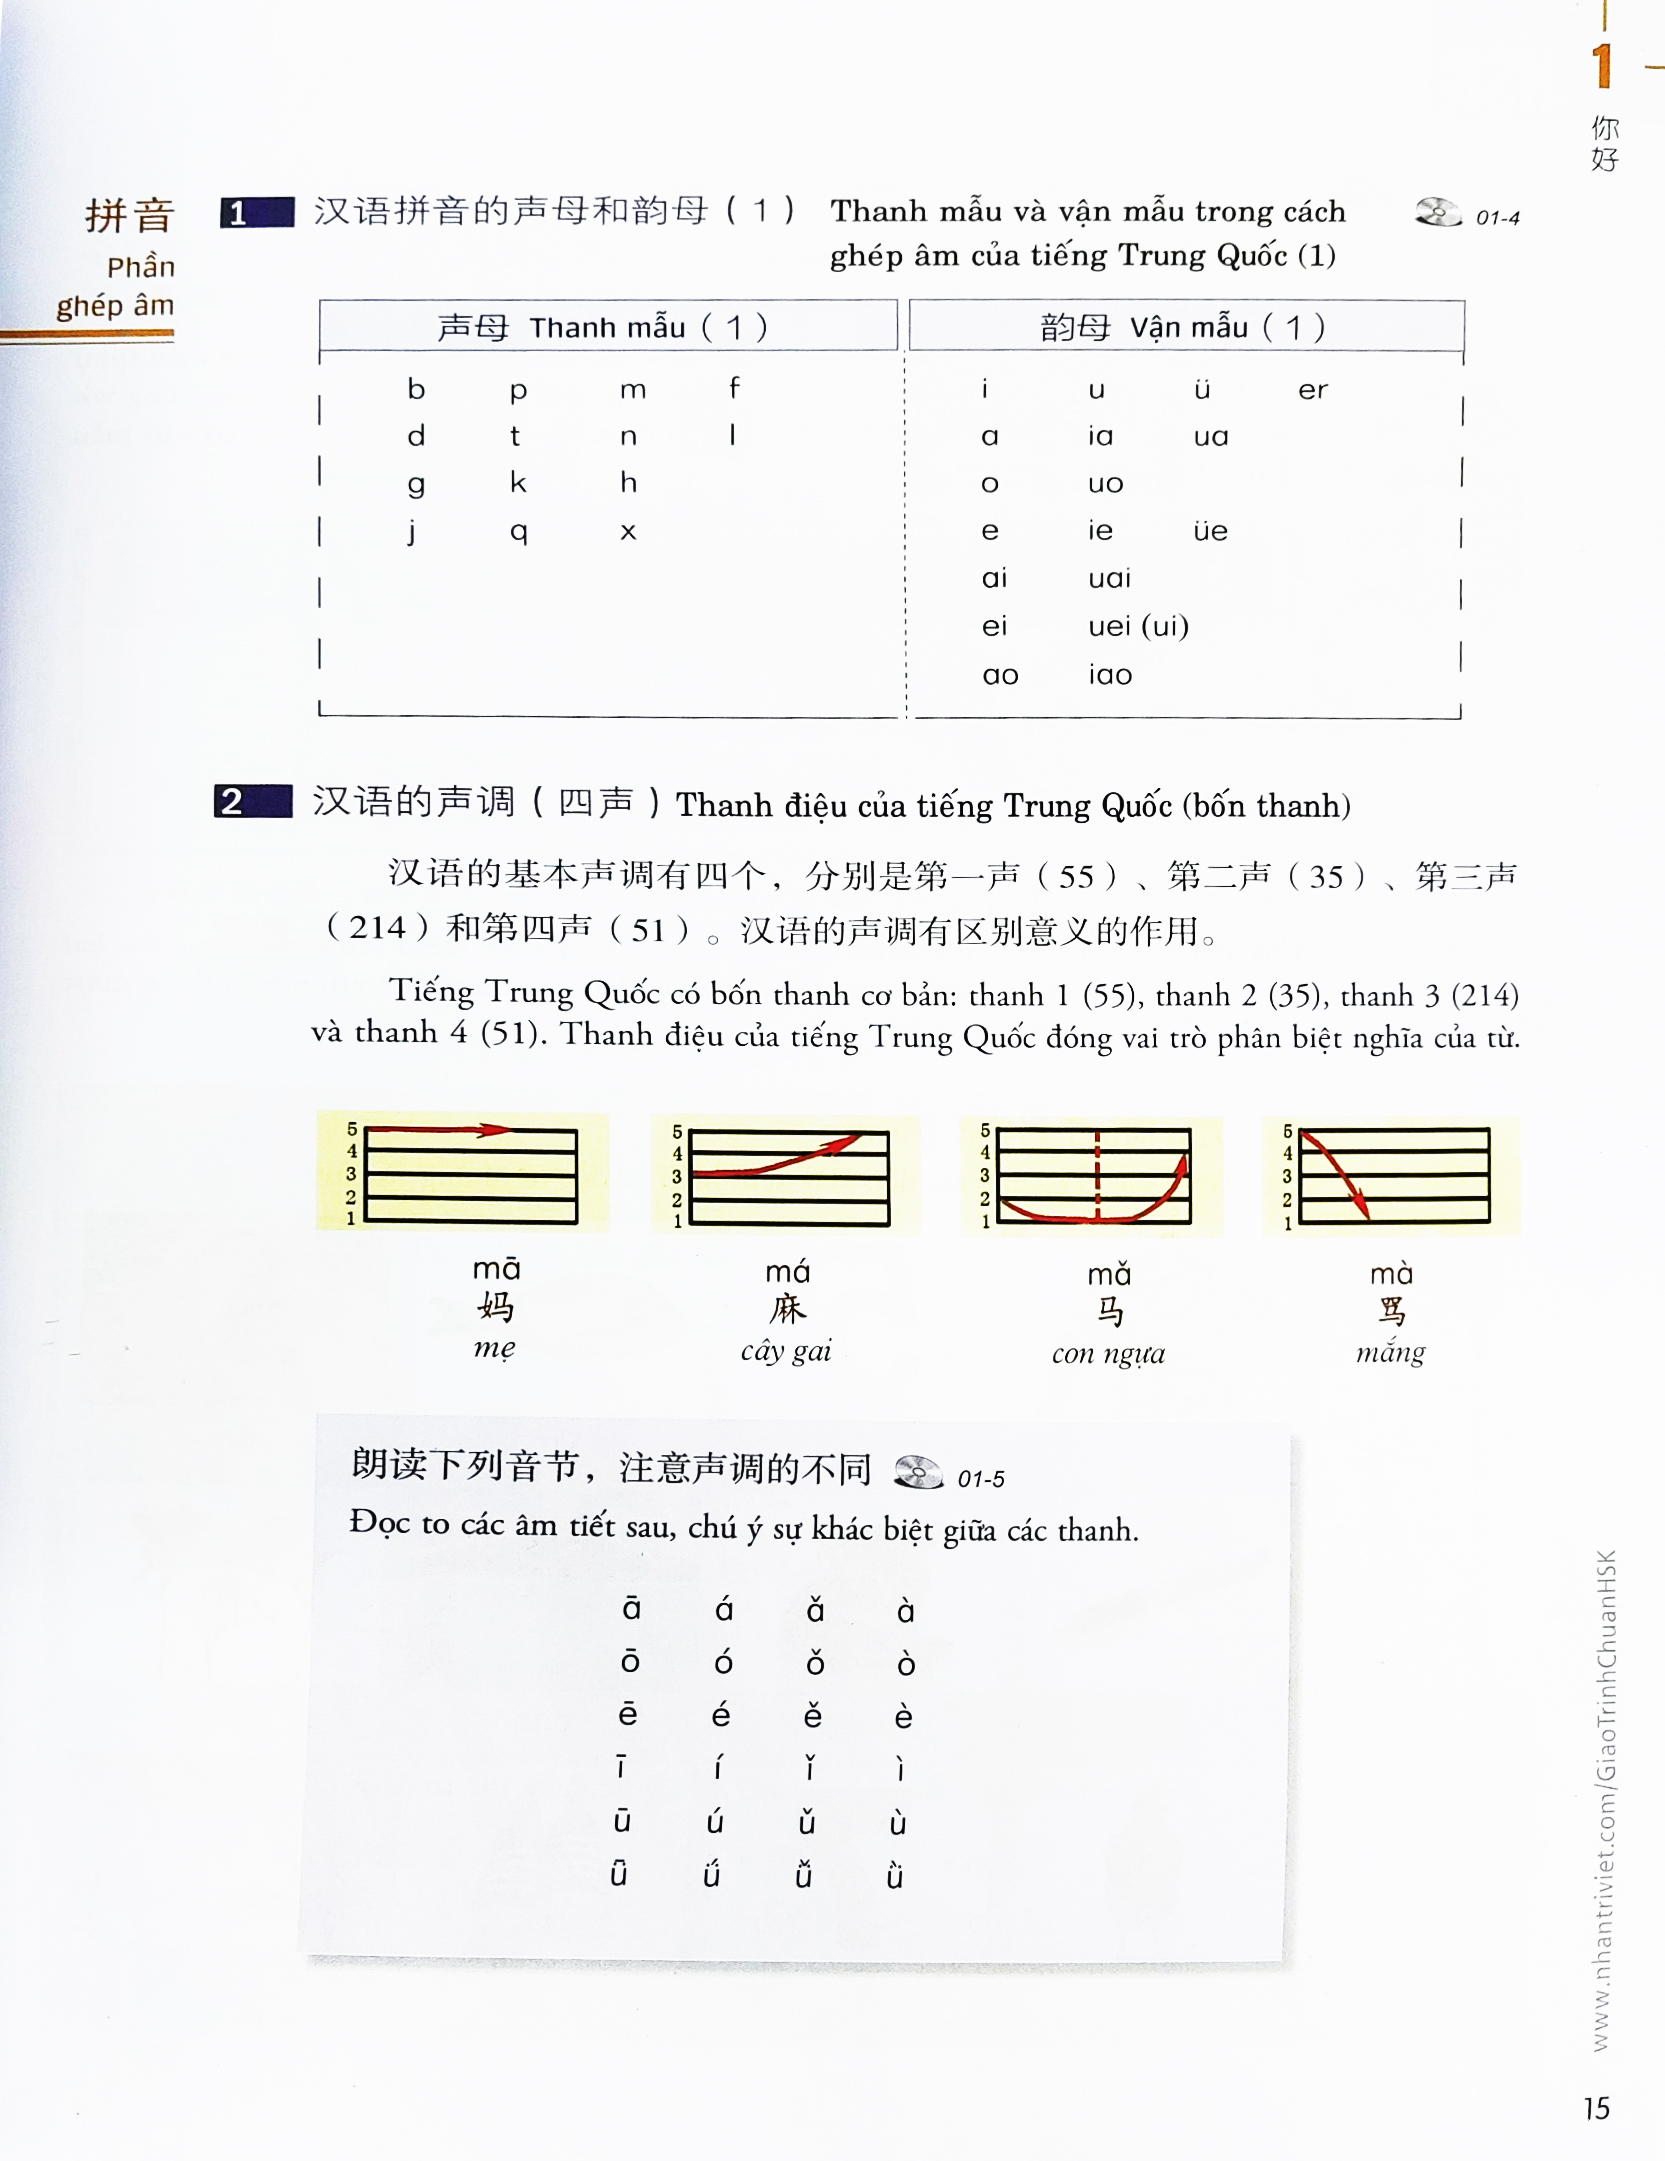 1
你好
拼音
Phần
ghép âm
1 汉语拼音的声母和韵母（1） Thanh mẫu và vận mẫu trong cách
ghép âm của tiếng Trung Quốc (1)
01-4
声母 Thanh mẫu（1） 韵母 Vận mẫu（1）
b p m f i u ü er
d t n l a ia ua
g k h o uo
j q x e ie üe
ai uai
ei uei (ui)
ao iao
2 汉语的声调（四声）Thanh điệu của tiếng Trung Quốc (bốn thanh)
汉语的基本声调有四个，分别是第一声（55）、第二声（35）、第三声
（214）和第四声（51）。汉语的声调有区别意义的作用。
Tiếng Trung Quốc có bốn thanh cơ bản: thanh 1 (55), thanh 2 (35), thanh 3 (214)
và thanh 4 (51). Thanh điệu của tiếng Trung Quốc đóng vai trò phân biệt nghĩa của từ.
5 5 5 5
4 4 4 4
3 3 3 3
2 2 2 2
1 1 1 1
mā má mǎ mà
妈 麻 马 骂
mẹ cây gai con ngựa mắng
朗读下列音节，注意声调的不同 01-5
Đọc to các âm tiết sau, chú ý sự khác biệt giữa các thanh.
ā á ǎ à
ō ó ǒ ò
ē é ě è
ī í ǐ ì
ū ú ǔ ù
ǖ ǘ ǚ ǜ
www.nhantriviet.com/GiaoTrinhChuanHSK
15